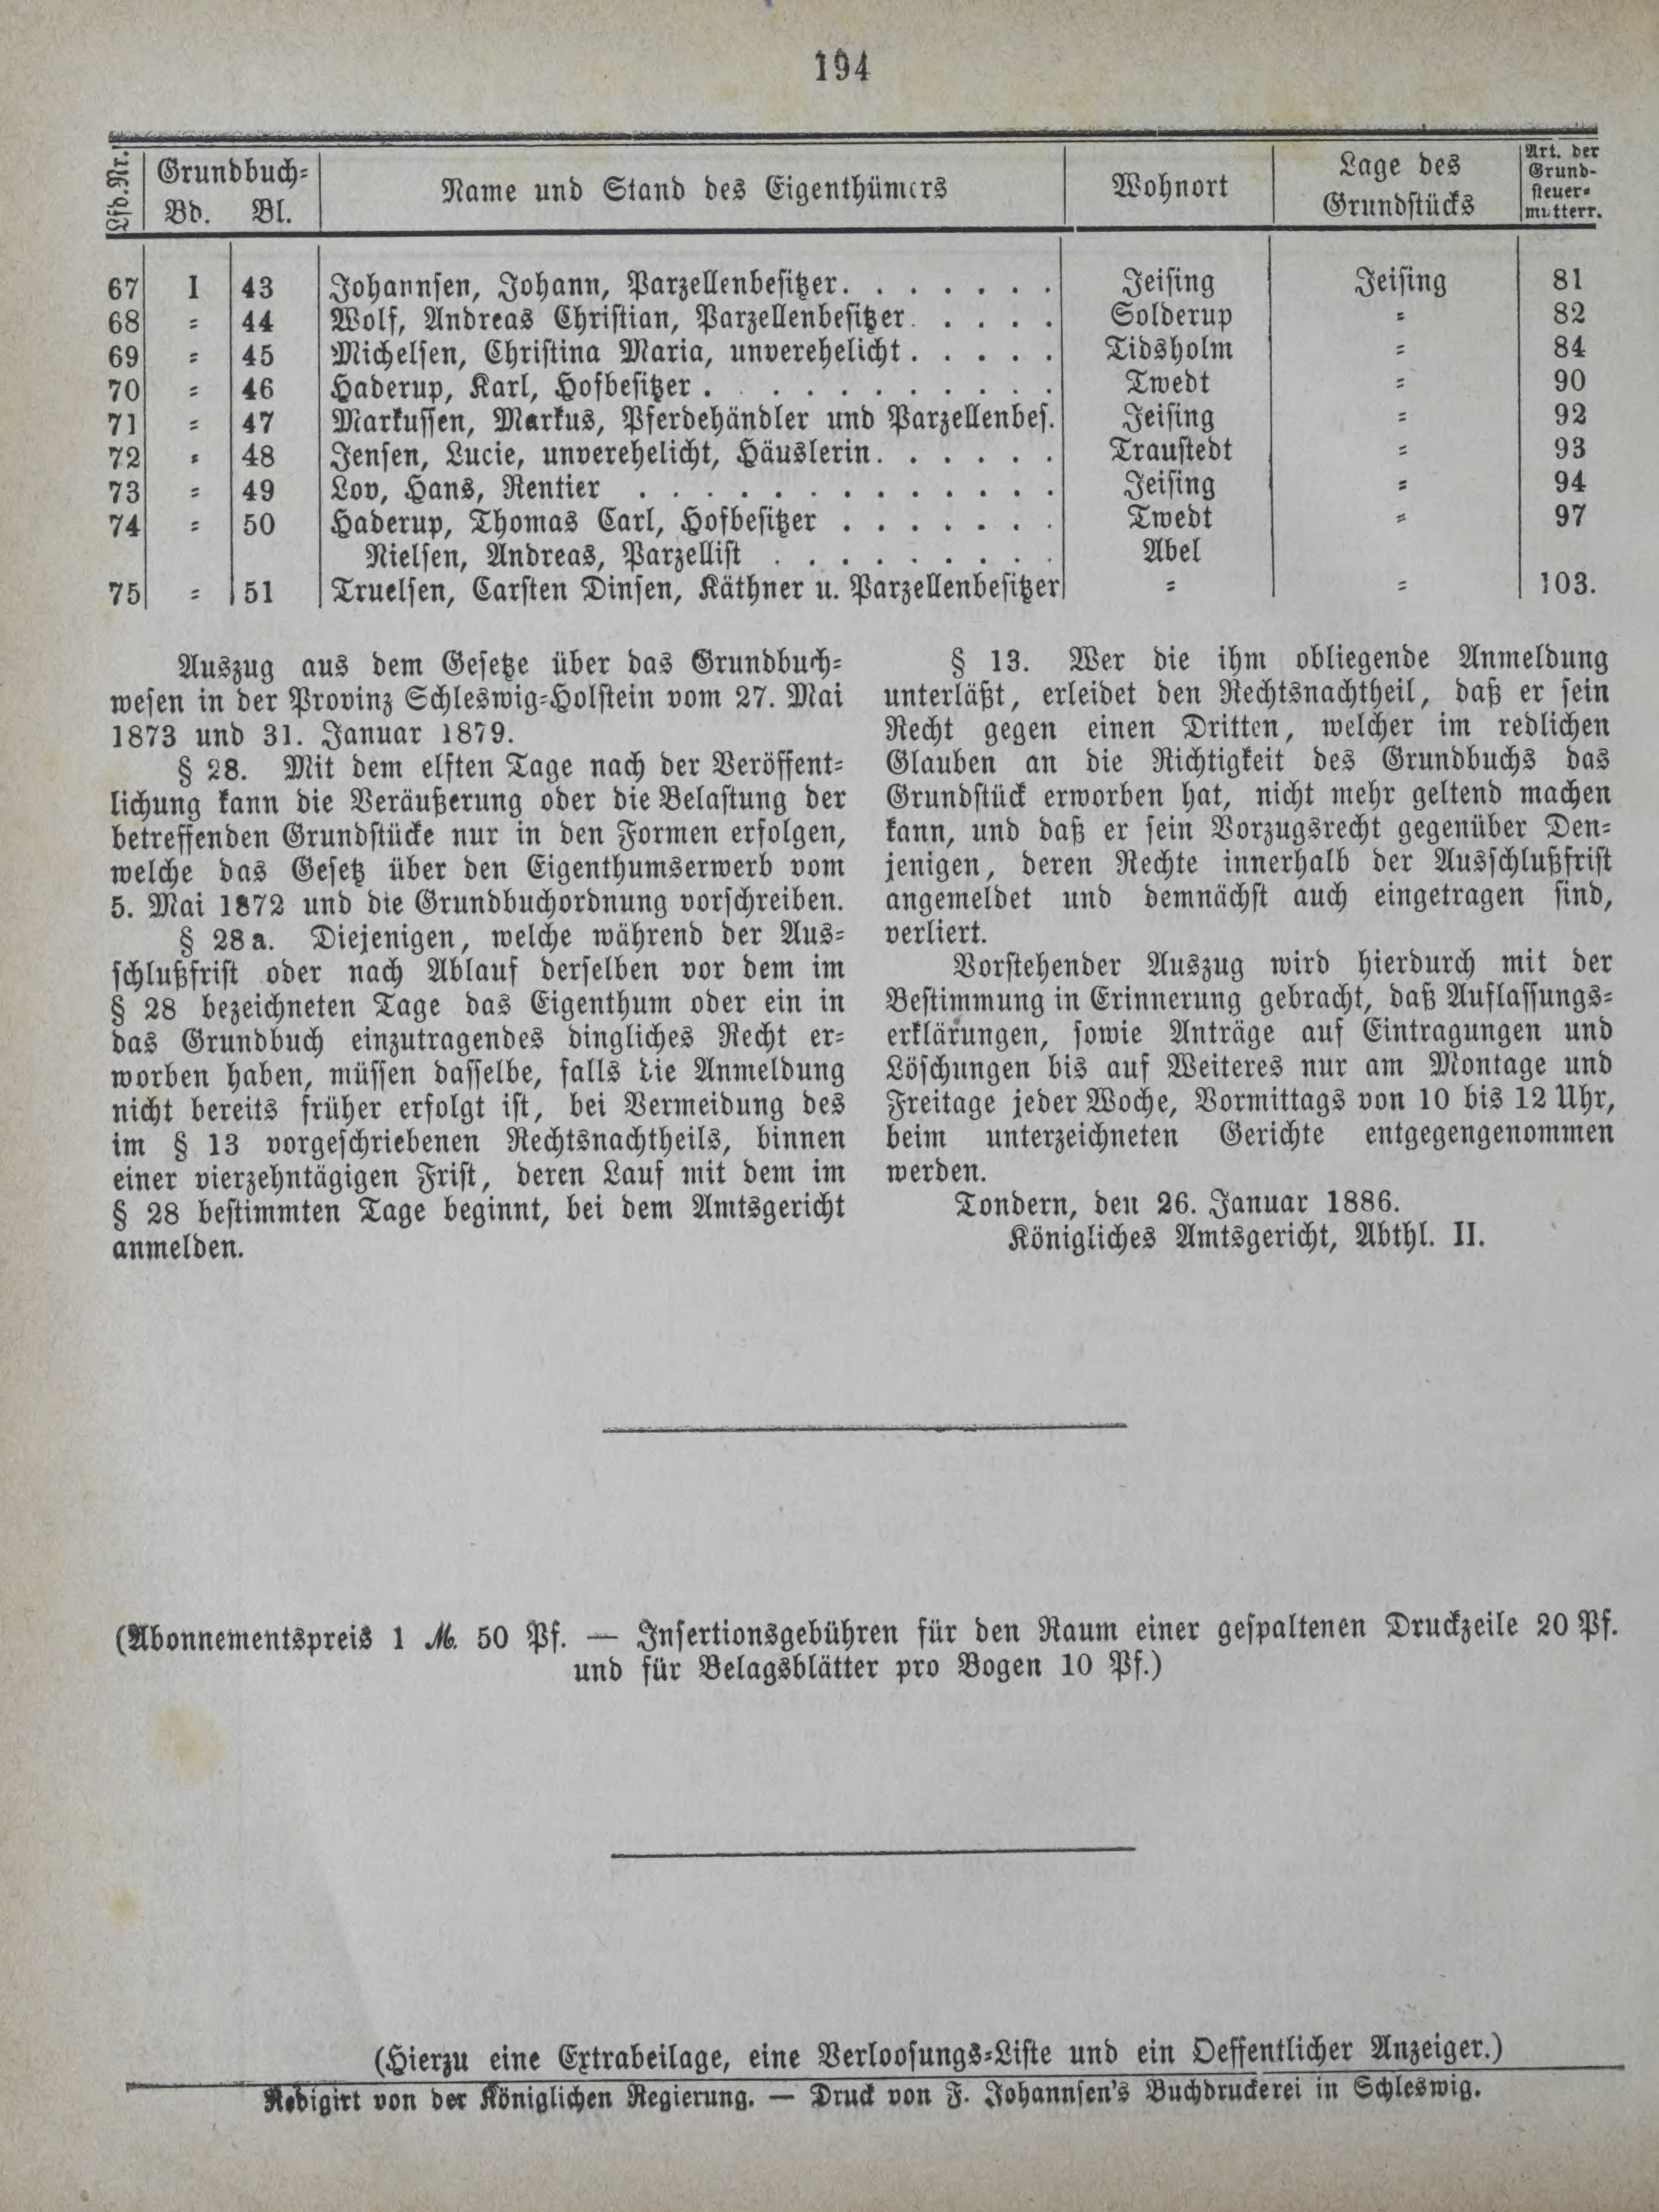 194
Lfd. Nr. Grundbuch= Name und Stand des Eigenthümers Wohnort Lage des Grundstücks Art. der Grund-steuer=mutterr.
Bd. Bl.
67 I 43 Johannsen, Johann, Parzellenbesitzer. . . . . . . Jeising Jeising 81
68 = 44 Wolf, Andreas Christian, Parzellenbesitzer. . . . . Solderup = 82
69 = 45 Michelsen, Christina Maria, unverehelicht . . . . . Tidsholm = 84
70 = 46 Haderup, Karl, Hofbesitzer . . . . . . . . . . Twedt = 90
71 = 47 Markussen, Markus, Pferdehändler und Parzellenbes. Jeising = 92
72 = 48 Jensen, Lucie, unverehelicht, Häuslerin. . . . . . Traustedt = 93
73 = 49 Lov, Hans, Rentier . . . . . . . . . . . . . Jeising = 94
74 = 50 Haderup, Thomas Carl, Hofbesitzer . . . . . . . Twedt = 97
Nielsen, Andreas, Parzellist . . . . . . . . . Abel
75 = 51 Truelsen, Carsten Dinsen, Käthner u. Parzellenbesitzer = = 103.
Auszug aus dem Gesetze über das Grundbuch=
wesen in der Provinz Schleswig=Holstein vom 27. Mai
1873 und 31. Januar 1879.
§ 28. Mit dem elften Tage nach der Veröffent=
lichung kann die Veräußerung oder die Belastung der
betreffenden Grundstücke nur in den Formen erfolgen,
welche das Gesetz über den Eigenthumserwerb vom
5. Mai 1872 und die Grundbuchordnung vorschreiben.
§ 28a. Diejenigen, welche während der Aus=
schlußfrist oder nach Ablauf derselben vor dem im
§ 28 bezeichneten Tage das Eigenthum oder ein in
das Grundbuch einzutragendes dingliches Recht er=
worben haben, müssen dasselbe, falls die Anmeldung
nicht bereits früher erfolgt ist, bei Vermeidung des
im § 13 vorgeschriebenen Rechtsnachtheils, binnen
einer vierzehntägigen Frist, deren Lauf mit dem im
§ 28 bestimmten Tage beginnt, bei dem Amtsgericht
anmelden.
§ 13. Wer die ihm obliegende Anmeldung
unterläßt, erleidet den Rechtsnachtheil, daß er sein
Recht gegen einen Dritten, welcher im redlichen
Glauben an die Richtigkeit des Grundbuchs das
Grundstück erworben hat, nicht mehr geltend machen
kann, und daß er sein Vorzugsrecht gegenüber Den=
jenigen, deren Rechte innerhalb der Ausschlußfrist
angemeldet und demnächst auch eingetragen sind,
verliert.
Vorstehender Auszug wird hierdurch mit der
Bestimmung in Erinnerung gebracht, daß Auflassungs=
erklärungen, sowie Anträge auf Eintragungen und
Löschungen bis auf Weiteres nur am Montage und
Freitage jeder Woche, Vormittags von 10 bis 12 Uhr,
beim unterzeichneten Gerichte entgegengenommen
werden.
Tondern, den 26. Januar 1886.
Königliches Amtsgericht, Abthl. II.
(Abonnementspreis 1 M. 50 Pf. — Insertionsgebühren für den Raum einer gespaltenen Druckzeile 20 Pf.
und für Belagsblätter pro Bogen 10 Pf.)
(Hierzu eine Extrabeilage, eine Verloosungs=Liste und ein Oeffentlicher Anzeiger.)
Redigirt von der Königlichen Regierung. — Druck von F. Johannsen's Buchdruckerei in Schleswig.